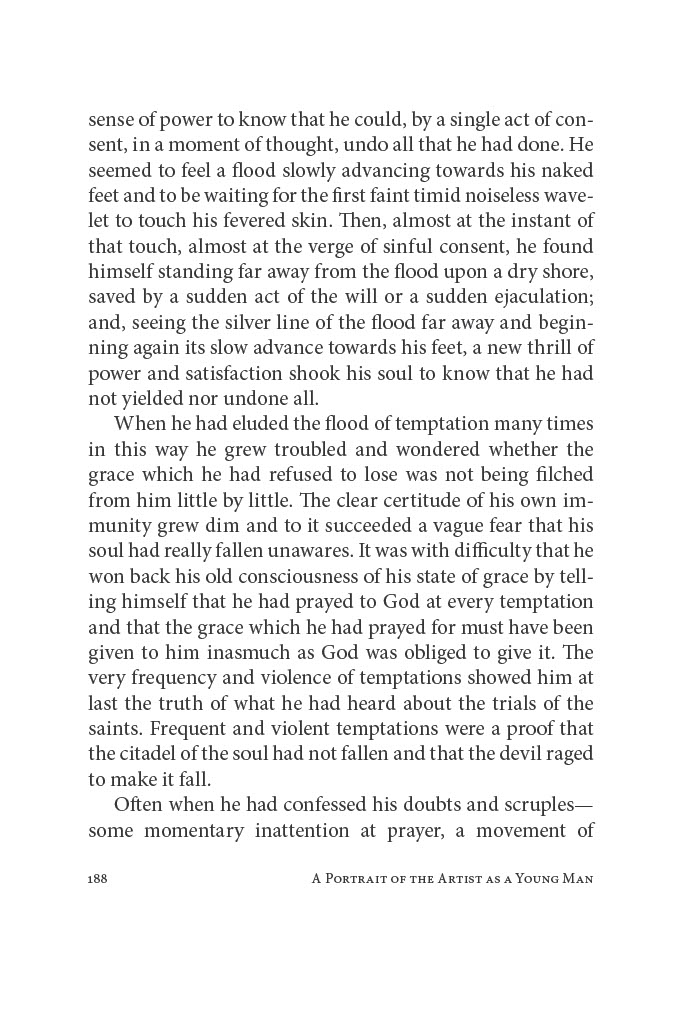 sense of power to know that he could, by a single act of con-
sent, in a moment of thought, undo all that he had done. He
seemed to feel a flood slowly advancing towards his naked
feet and to be waiting for the first faint timid noiseless wave-
let to touch his fevered skin. Then, almost at the instant of
that touch, almost at the verge of sinful consent, he found
himself standing far away from the flood upon a dry shore,
saved by a sudden act of the will or a sudden ejaculation;
and, seeing the silver line of the flood far away and begin-
ning again its slow advance towards his feet, a new thrill of
power and satisfaction shook his soul to know that he had
not yielded nor undone all.
When he had eluded the flood of temptation many times
in this way he grew troubled and wondered whether the
grace which he had refused to lose was not being filched
from him little by little. The clear certitude of his own im-
munity grew dim and to it succeeded a vague fear that his
soul had really fallen unawares. It was with difficulty that he
won back his old consciousness of his state of grace by tell-
ing himself that he had prayed to God at every temptation
and that the grace which he had prayed for must have been
given to him inasmuch as God was obliged to give it. The
very frequency and violence of temptations showed him at
last the truth of what he had heard about the trials of the
saints. Frequent and violent temptations were a proof that
the citadel of the soul had not fallen and that the devil raged
to make it fall.
Often when he had confessed his doubts and scruples—
some momentary inattention at prayer, a movement of
188 A Portrait of the Artist as a Young Man